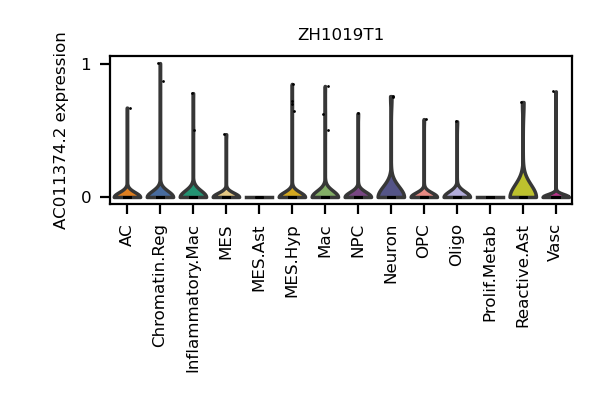 ZH1019T1
AC011374.2 expression
1
0
AC
Chromatin.Reg
Inflammatory.Mac
MES
MES.Ast
MES.Hyp
Mac
NPC
Neuron
OPC
Oligo
Prolif.Metab
Reactive.Ast
Vasc